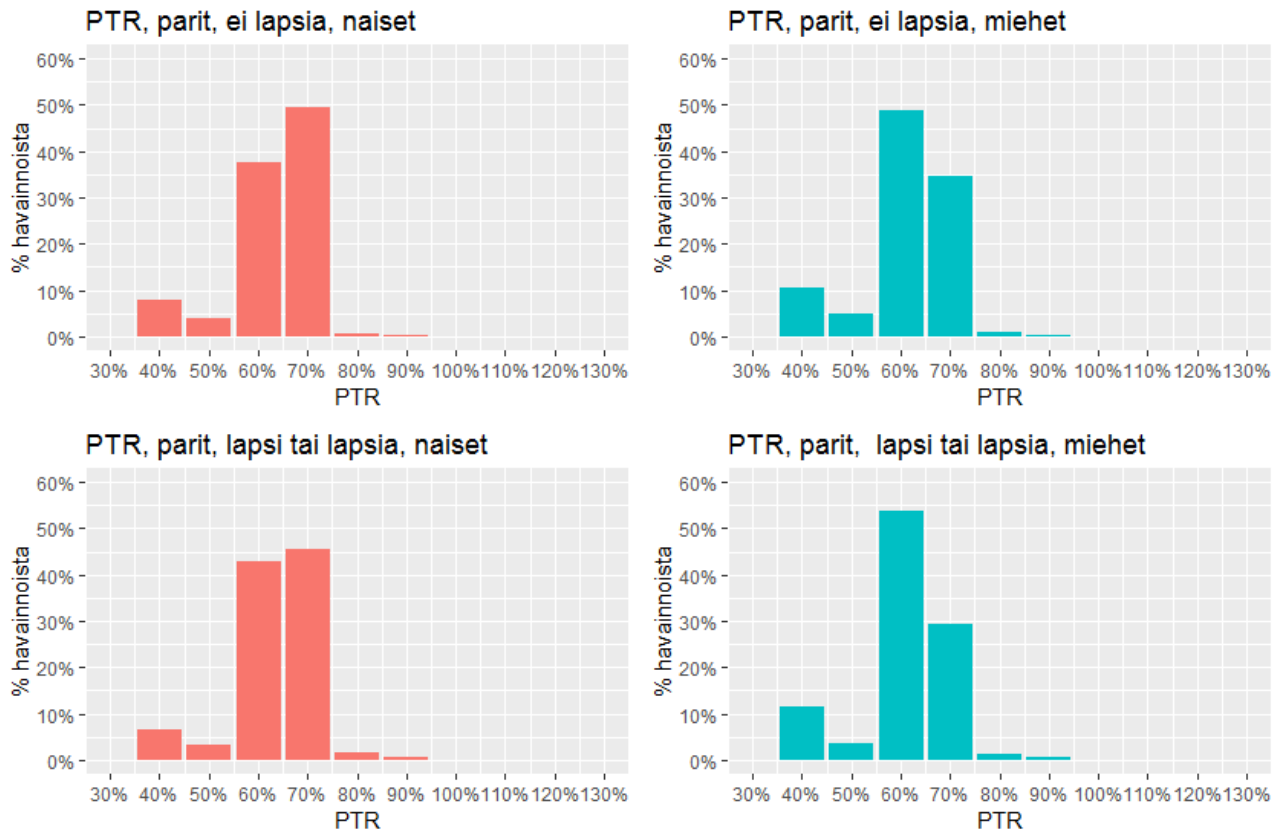 PTR, parit, ei lapsia, naiset
60%
50%
40%
30%
20%
10%
0%
% havainnoista
30% 40% 50% 60% 70% 80% 90% 100% 110% 120% 130%
PTR
PTR, parit, ei lapsia, miehet
60%
50%
40%
30%
20%
10%
0%
% havainnoista
30% 40% 50% 60% 70% 80% 90% 100% 110% 120% 130%
PTR
PTR, parit, lapsi tai lapsia, naiset
60%
50%
40%
30%
20%
10%
0%
% havainnoista
30% 40% 50% 60% 70% 80% 90% 100% 110% 120% 130%
PTR
PTR, parit,  lapsi tai lapsia, miehet
60%
50%
40%
30%
20%
10%
0%
% havainnoista
30% 40% 50% 60% 70% 80% 90% 100% 110% 120% 130%
PTR